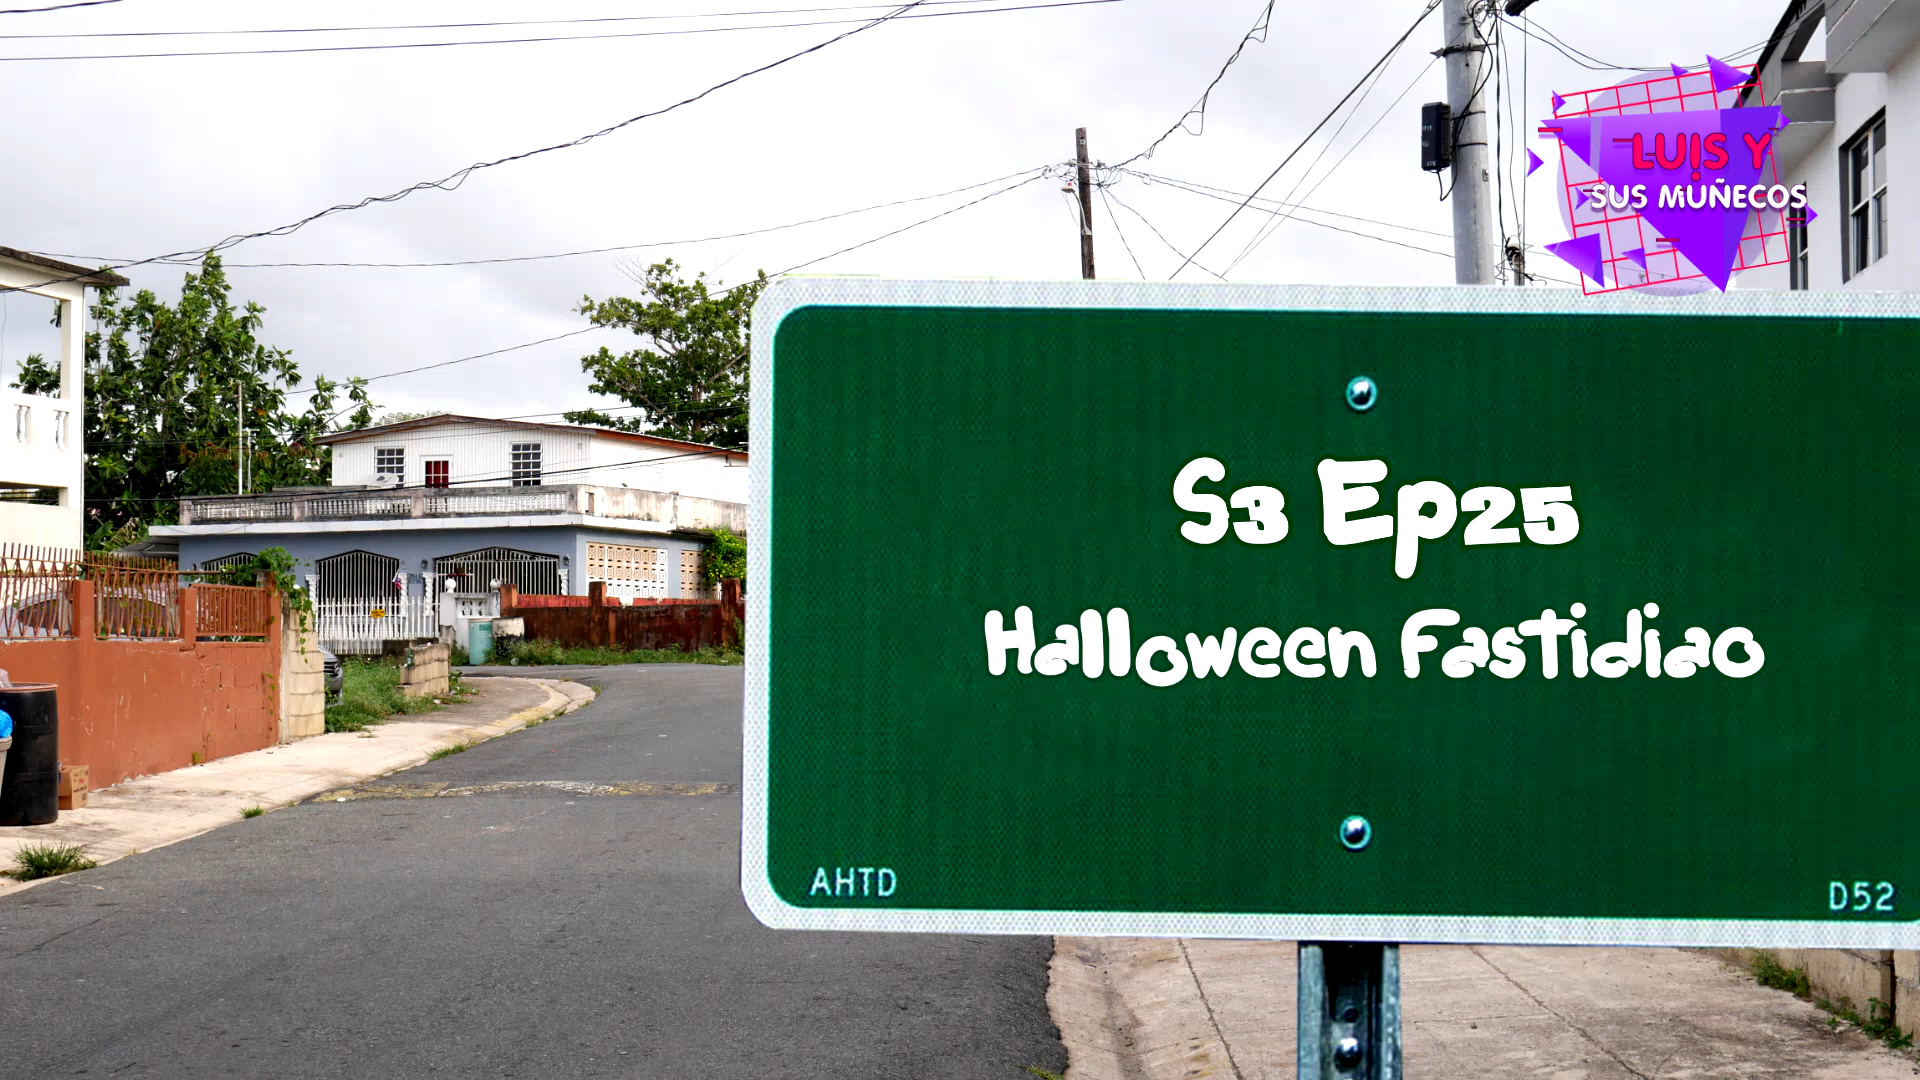 LUIS Y
SUS MUÑECOS
S3 Ep25
Halloween Fastidiao
AHTD
D52